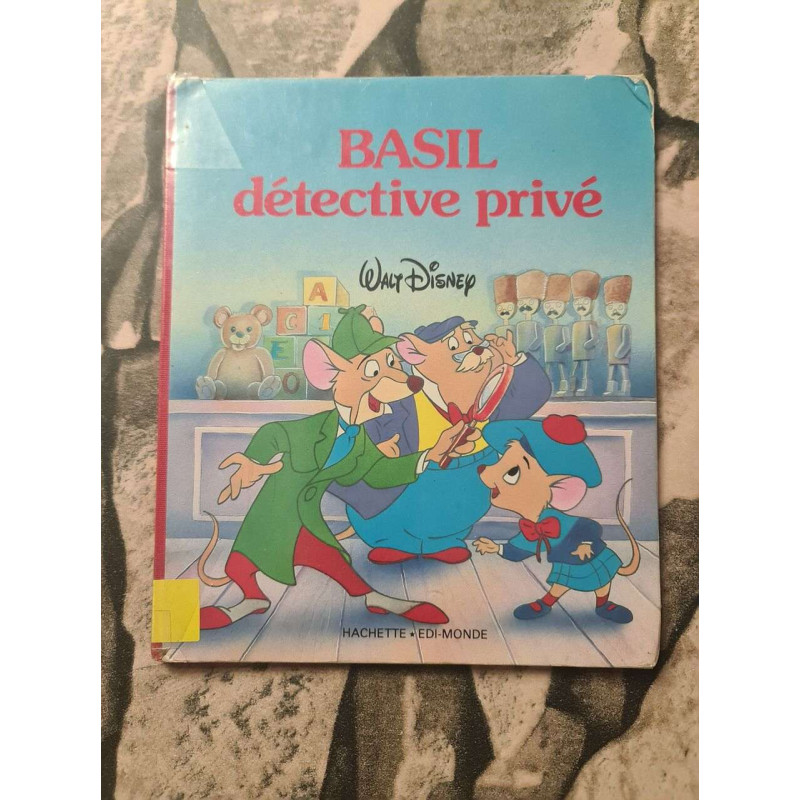 BASIL
détective privé
WALT DISNEY
A
G I
E O
HACHETTE ★ EDI-MONDE